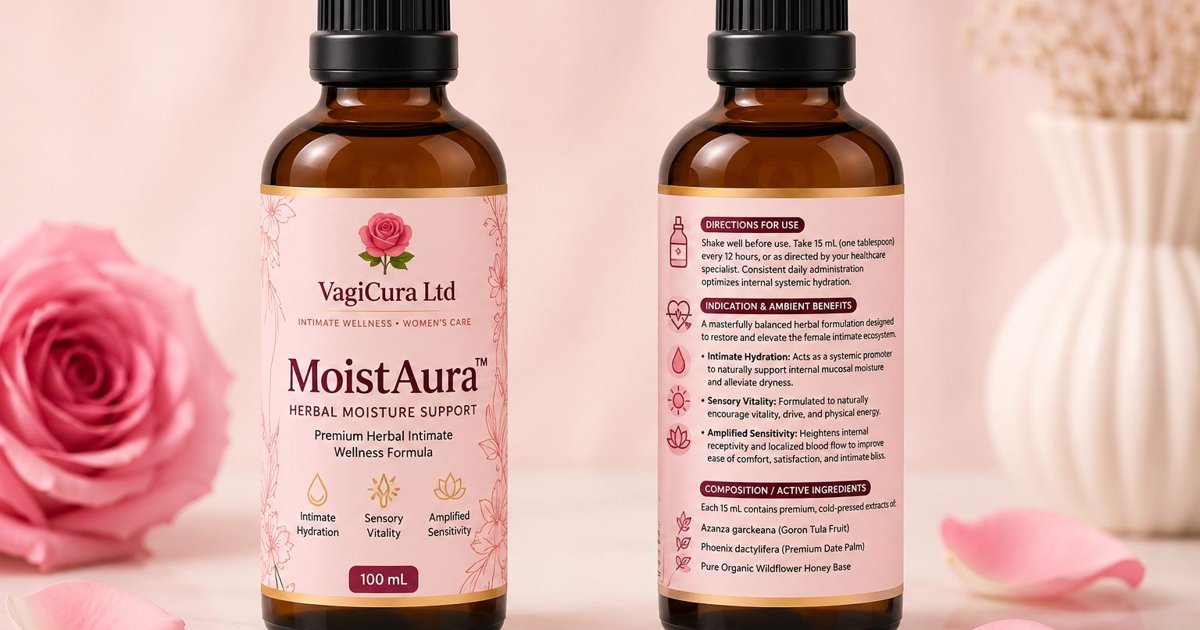 VagiCura Ltd
INTIMATE WELLNESS • WOMEN'S CARE
MoistAura™
HERBAL MOISTURE SUPPORT
Premium Herbal Intimate
Wellness Formula
Intimate
Hydration
Sensory
Vitality
Amplified
Sensitivity
100 mL
DIRECTIONS FOR USE
Shake well before use. Take 15 mL (one tablespoon)
every 12 hours, or as directed by your healthcare
specialist. Consistent daily administration
optimizes internal systemic hydration.
INDICATION & AMBIENT BENEFITS
A masterfully balanced herbal formulation designed
to restore and elevate the female intimate ecosystem.
• Intimate Hydration: Acts as a systemic promoter
to naturally support internal mucosal moisture
and alleviate dryness.
• Sensory Vitality: Formulated to naturally
encourage vitality, drive, and physical energy.
• Amplified Sensitivity: Heightens internal
receptivity and localized blood flow to improve
ease of comfort, satisfaction, and intimate bliss.
COMPOSITION / ACTIVE INGREDIENTS
Each 15 mL contains premium, cold-pressed extracts of:
Azanza garckeana (Goron Tula Fruit)
Phoenix dactylifera (Premium Date Palm)
Pure Organic Wildflower Honey Base